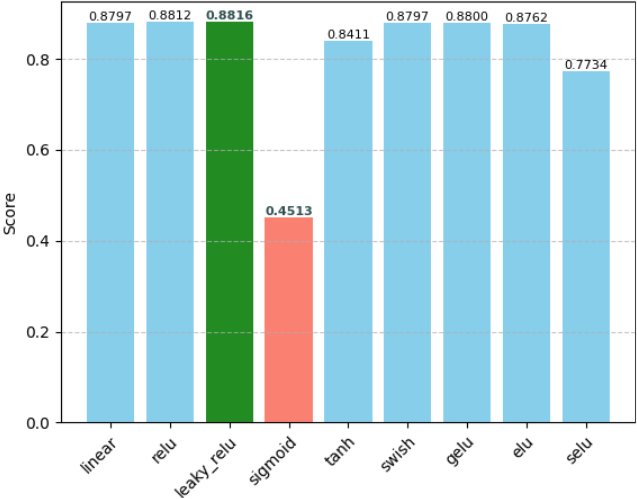 0.8797
0.8812
0.8816
0.4513
0.8411
0.8797
0.8800
0.8762
0.7734
0.8
0.6
0.4
0.2
0.0
Score
linear
relu
leaky_relu
sigmoid
tanh
swish
gelu
elu
selu